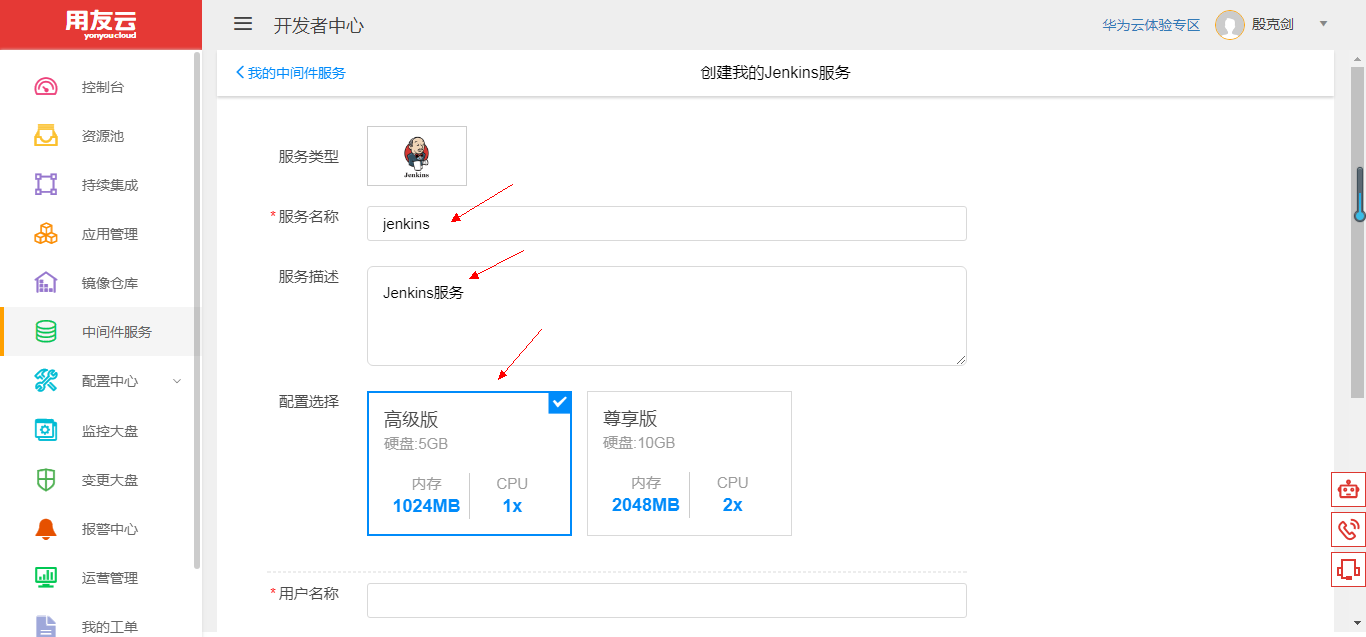 用友云
yonyoucloud
开发者中心
华为云体验专区
殷克剑
控制台
资源池
持续集成
应用管理
镜像仓库
中间件服务
配置中心
监控大盘
变更大盘
报警中心
运营管理
我的工单
我的中间件服务
创建我的Jenkins服务
服务类型
Jenkins
*服务名称
jenkins
服务描述
Jenkins服务
配置选择
高级版
硬盘:5GB
内存
1024MB
CPU
1x
尊享版
硬盘:10GB
内存
2048MB
CPU
2x
*用户名称